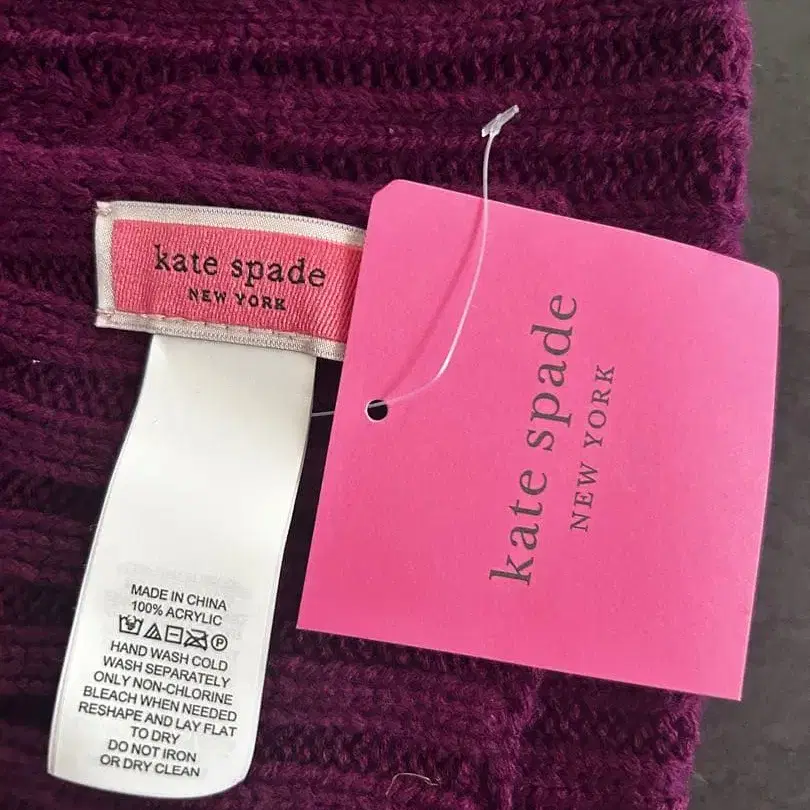 kate spade
NEW YORK
kate spade
NEW YORK
MADE IN CHINA
100% ACRYLIC
P
HAND WASH COLD
WASH SEPARATELY
ONLY NON-CHLORINE
BLEACH WHEN NEEDED
RESHAPE AND LAY FLAT
TO DRY
DO NOT IRON
OR DRY CLEAN